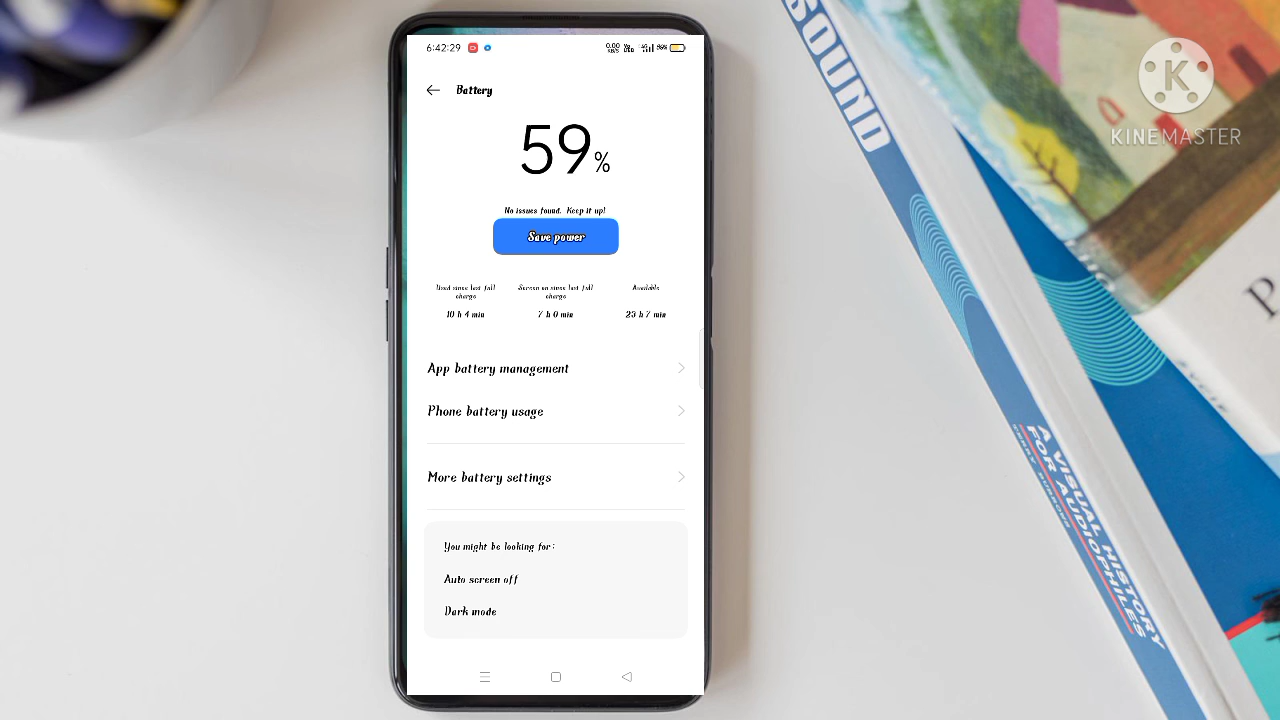 6:42:29
Battery
59%
No issues found. Keep it up!
Save power
Used since last full charge
10 h 4 min
Screen on since last full charge
7 h 0 min
Available
23 h 7 min
App battery management
Phone battery usage
More battery settings
You might be looking for:
Auto screen off
Dark mode
SOUND
A VISUAL HISTORY
FOR AUDIOPHILES
TERRY BURROWS
P
K
KINEMASTER